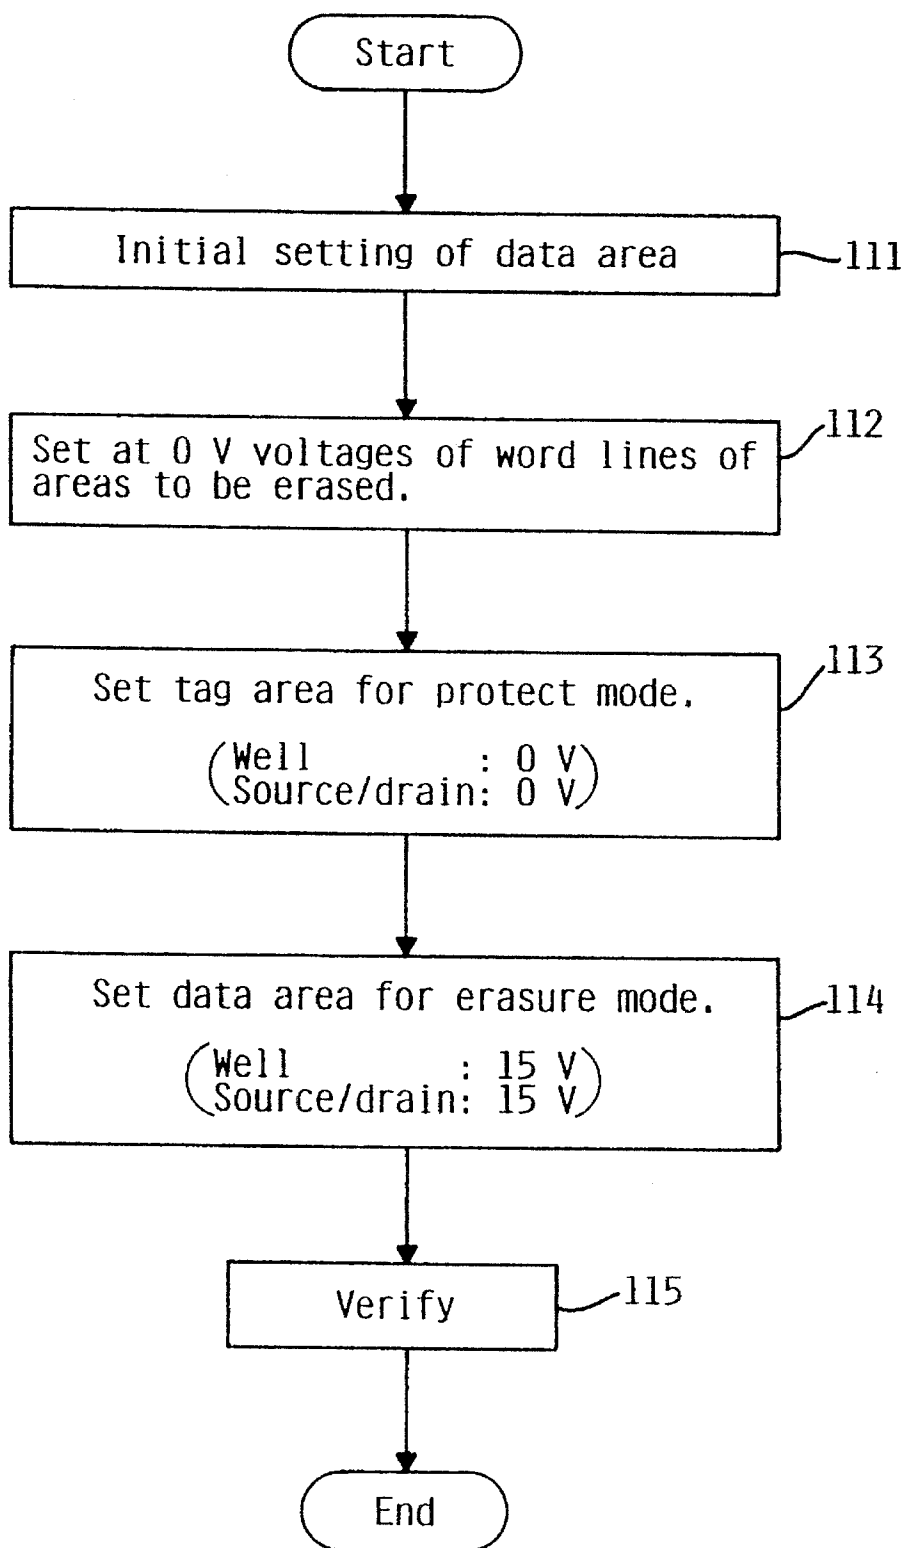 Start
Initial setting of data area
111
Set at 0 V voltages of word lines of
areas to be erased.
112
Set tag area for protect mode.
(Well : 0 V)
(Source/drain: 0 V)
113
Set data area for erasure mode.
(Well : 15 V)
(Source/drain: 15 V)
114
Verify
115
End